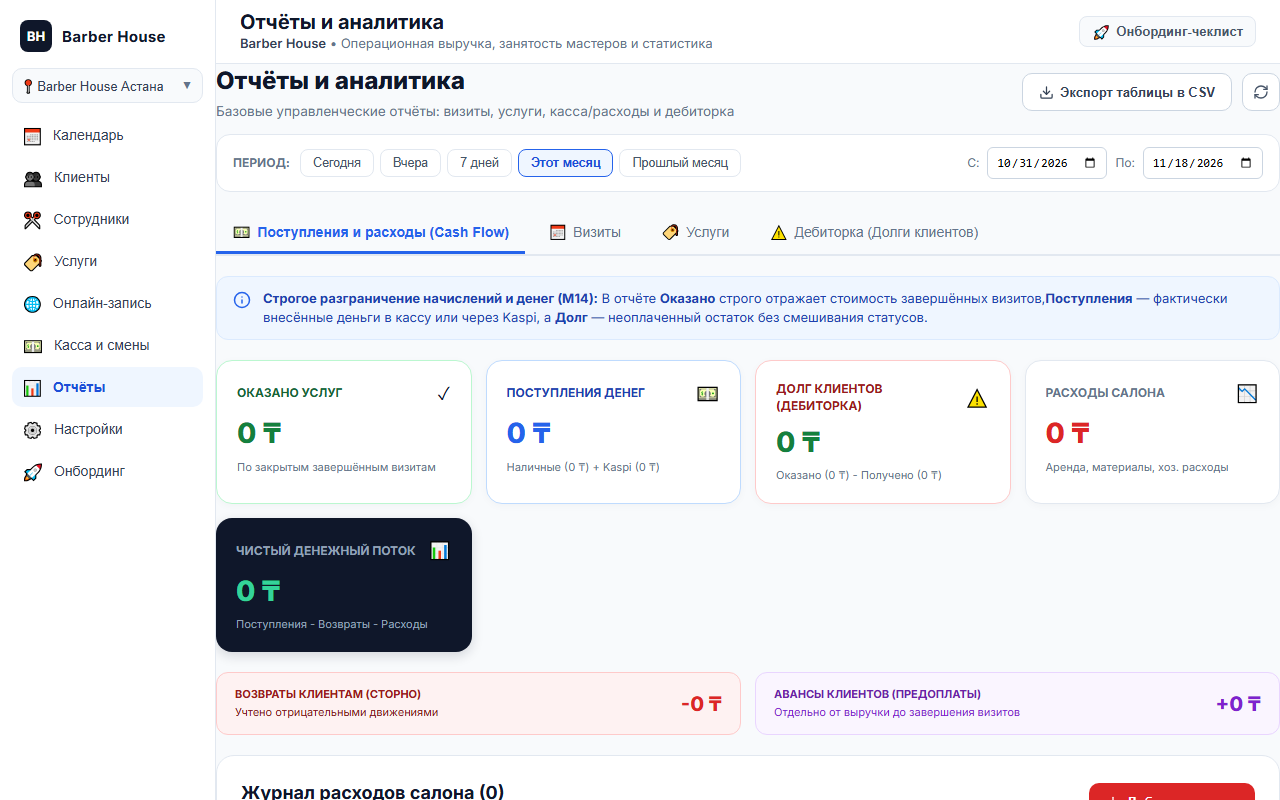 BH Barber House
Barber House Астана
Календарь
Клиенты
Сотрудники
Услуги
Онлайн-запись
Касса и смены
Отчёты
Настройки
Онбординг
Отчёты и аналитика
Barber House • Операционная выручка, занятость мастеров и статистика
Онбординг-чеклист
Отчёты и аналитика
Базовые управленческие отчёты: визиты, услуги, касса/расходы и дебиторка
Экспорт таблицы в CSV
ПЕРИОД: Сегодня Вчера 7 дней Этот месяц Прошлый месяц С: 10/31/2026 По: 11/18/2026
Поступления и расходы (Cash Flow) Визиты Услуги Дебиторка (Долги клиентов)
Строгое разграничение начислений и денег (M14): В отчёте Оказано строго отражает стоимость завершённых визитов,Поступления — фактически
внесённые деньги в кассу или через Kaspi, а Долг — неоплаченный остаток без смешивания статусов.
ОКАЗАНО УСЛУГ
0 ₸
По закрытым завершённым визитам
ПОСТУПЛЕНИЯ ДЕНЕГ
0 ₸
Наличные (0 ₸) + Kaspi (0 ₸)
ДОЛГ КЛИЕНТОВ
(ДЕБИТОРКА)
0 ₸
Оказано (0 ₸) - Получено (0 ₸)
РАСХОДЫ САЛОНА
0 ₸
Аренда, материалы, хоз. расходы
ЧИСТЫЙ ДЕНЕЖНЫЙ ПОТОК
0 ₸
Поступления - Возвраты - Расходы
ВОЗВРАТЫ КЛИЕНТАМ (СТОРНО)
Учтено отрицательными движениями
-0 ₸
АВАНСЫ КЛИЕНТОВ (ПРЕДОПЛАТЫ)
Отдельно от выручки до завершения визитов
+0 ₸
Журнал расходов салона (0)